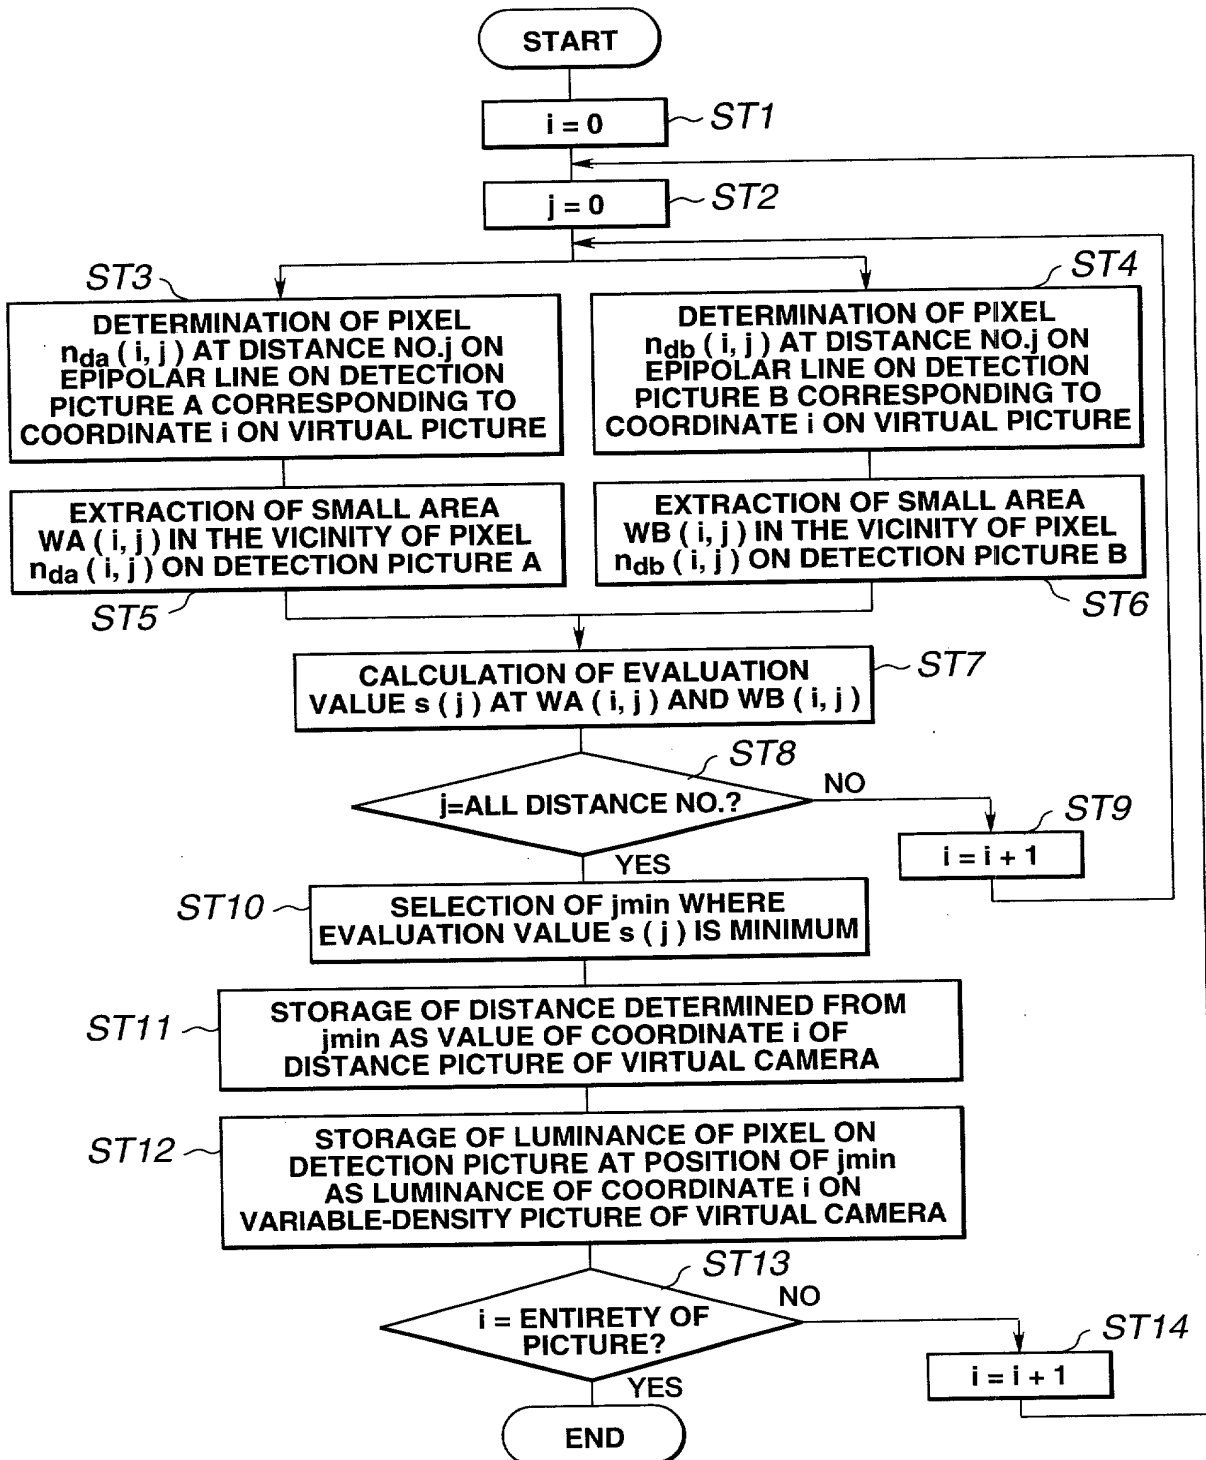 START
i = 0
ST1
j = 0
ST2
ST3
DETERMINATION OF PIXEL
nda ( i, j ) AT DISTANCE NO.j ON
EPIPOLAR LINE ON DETECTION
PICTURE A CORRESPONDING TO
COORDINATE i ON VIRTUAL PICTURE
ST4
DETERMINATION OF PIXEL
ndb ( i, j ) AT DISTANCE NO.j ON
EPIPOLAR LINE ON DETECTION
PICTURE B CORRESPONDING TO
COORDINATE i ON VIRTUAL PICTURE
EXTRACTION OF SMALL AREA
WA ( i, j ) IN THE VICINITY OF PIXEL
nda ( i, j ) ON DETECTION PICTURE A
ST5
EXTRACTION OF SMALL AREA
WB ( i, j ) IN THE VICINITY OF PIXEL
ndb ( i, j ) ON DETECTION PICTURE B
ST6
CALCULATION OF EVALUATION
VALUE s ( j ) AT WA ( i, j ) AND WB ( i, j )
ST7
ST8
j=ALL DISTANCE NO.?
NO
YES
ST9
i = i + 1
ST10
SELECTION OF jmin WHERE
EVALUATION VALUE s ( j ) IS MINIMUM
ST11
STORAGE OF DISTANCE DETERMINED FROM
jmin AS VALUE OF COORDINATE i OF
DISTANCE PICTURE OF VIRTUAL CAMERA
ST12
STORAGE OF LUMINANCE OF PIXEL ON
DETECTION PICTURE AT POSITION OF jmin
AS LUMINANCE OF COORDINATE i ON
VARIABLE-DENSITY PICTURE OF VIRTUAL CAMERA
ST13
i = ENTIRETY OF
PICTURE?
NO
YES
ST14
i = i + 1
END